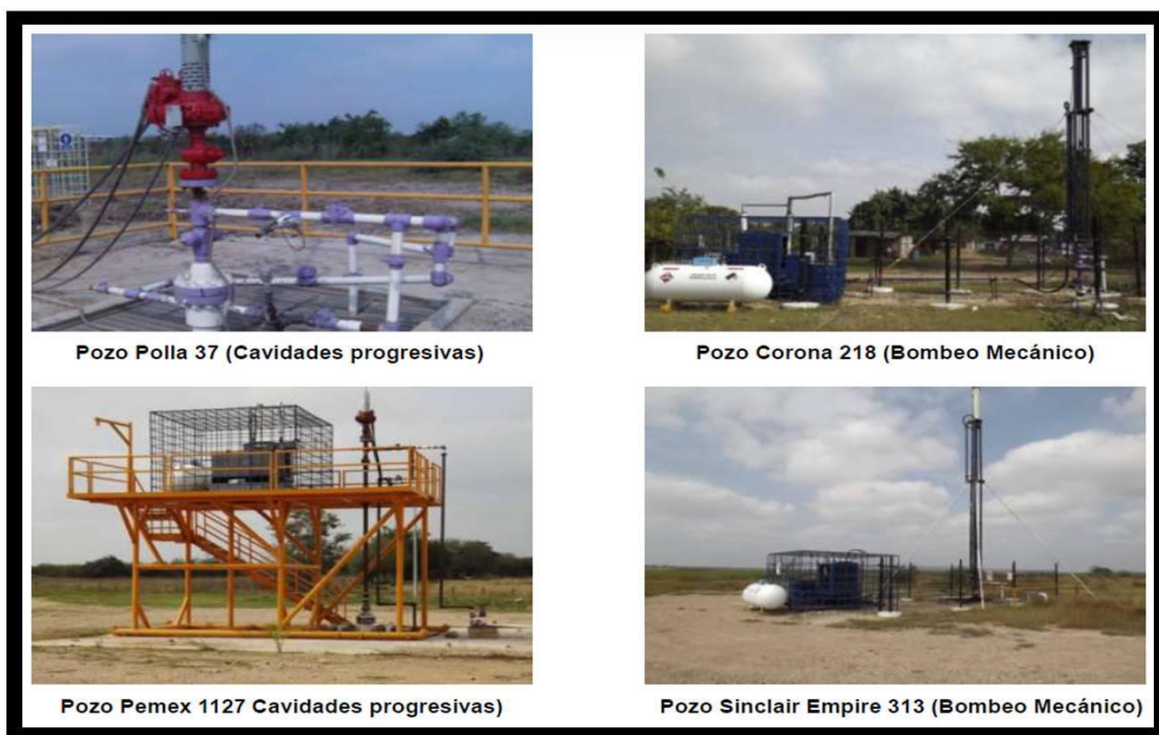 Pozo Polla 37 (Cavidades progresivas)
Pozo Corona 218 (Bombeo Mecánico)
Pozo Pemex 1127 Cavidades progresivas)
Pozo Sinclair Empire 313 (Bombeo Mecánico)